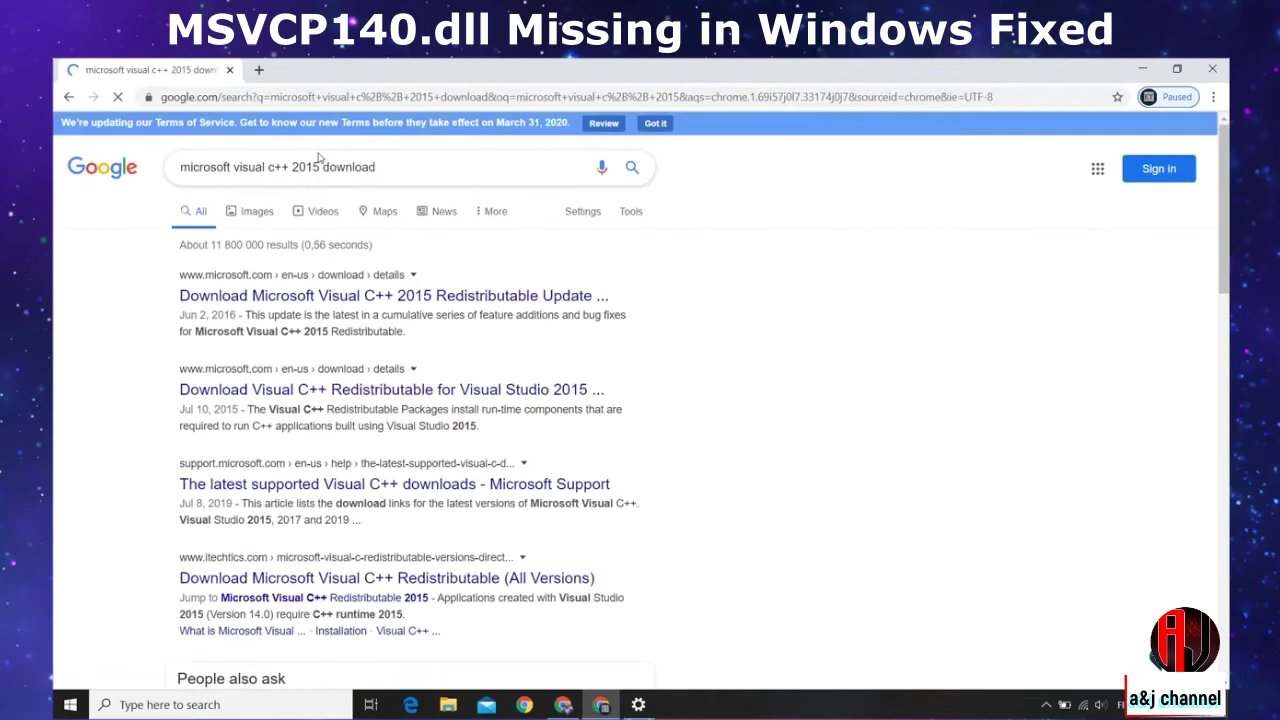 MSVCP140.dll Missing in Windows Fixed
microsoft visual c++ 2015 down
google.com/search?q=microsoft+visual+c%2B%2B+2015+download&oq=microsoft+visual+c%2B%2B+2015&aqs=chrome.1.69i57j0l7.33174j0j7&sourceid=chrome&ie=UTF-8
Paused
We're updating our Terms of Service. Get to know our new Terms before they take effect on March 31, 2020. Review Got it
Google
microsoft visual c++ 2015 download
Sign in
All Images Videos Maps News More Settings Tools
About 11 800 000 results (0,56 seconds)
www.microsoft.com › en-us › download › details
Download Microsoft Visual C++ 2015 Redistributable Update ...
Jun 2, 2016 - This update is the latest in a cumulative series of feature additions and bug fixes
for Microsoft Visual C++ 2015 Redistributable.
www.microsoft.com › en-us › download › details
Download Visual C++ Redistributable for Visual Studio 2015 ...
Jul 10, 2015 - The Visual C++ Redistributable Packages install run-time components that are
required to run C++ applications built using Visual Studio 2015.
support.microsoft.com › en-us › help › the-latest-supported-visual-c-d...
The latest supported Visual C++ downloads - Microsoft Support
Jul 8, 2019 - This article lists the download links for the latest versions of Microsoft Visual C++.
Visual Studio 2015, 2017 and 2019 ...
www.itechtics.com › microsoft-visual-c-redistributable-versions-direct...
Download Microsoft Visual C++ Redistributable (All Versions)
Jump to Microsoft Visual C++ Redistributable 2015 - Applications created with Visual Studio
2015 (Version 14.0) require C++ runtime 2015.
What is Microsoft Visual ... · Installation · Visual C++ ...
People also ask
AJ
a&j channel
Type here to search